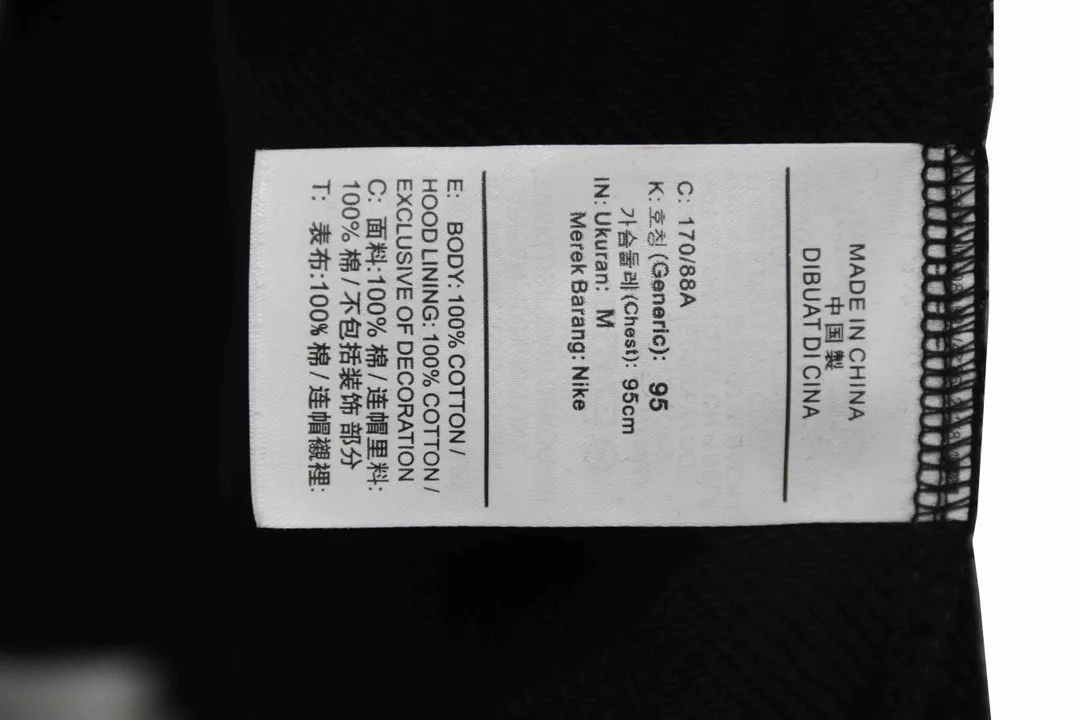 MADE IN CHINA
中国製
DIBUAT DI CINA
C: 170/88A
K: 호칭 (Generic): 95
가슴둘레 (Chest): 95cm
IN: Ukuran: M
Merek Barang: Nike
E: BODY: 100% COTTON /
HOOD LINING: 100% COTTON /
EXCLUSIVE OF DECORATION
C: 面料:100% 棉 / 连帽里料:
100% 棉 / 不包括装饰 部分
T: 表布:100% 棉 / 连帽襯裡: